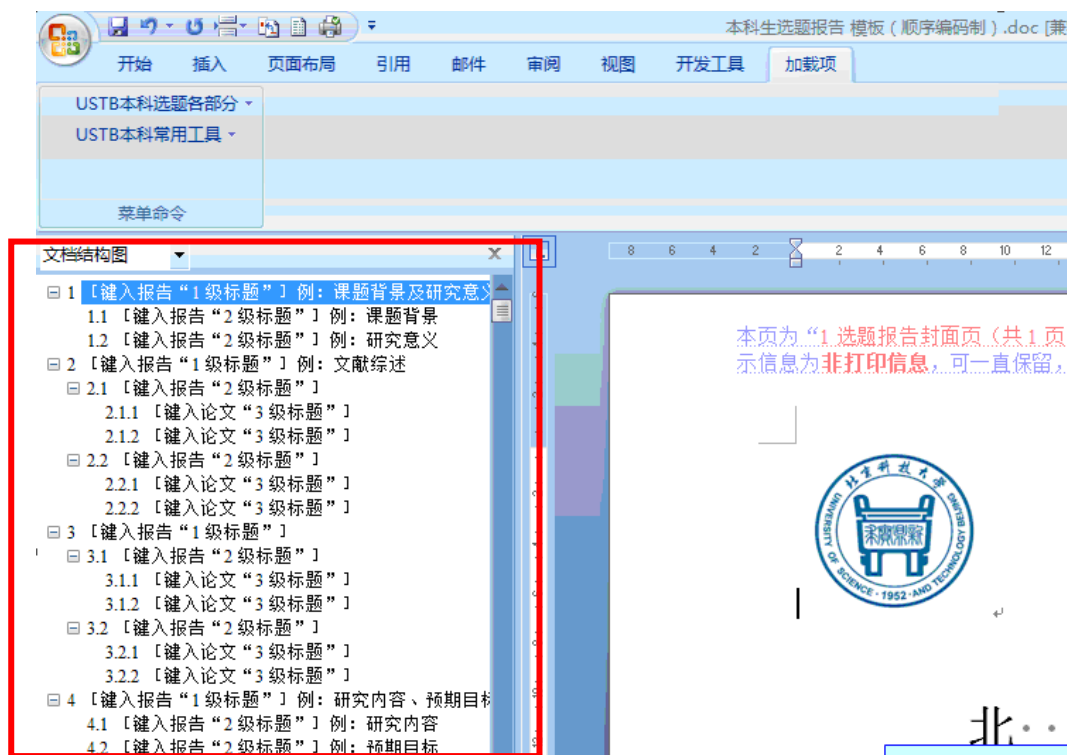 本科生选题报告 模板（顺序编码制）.doc [兼
开始 插入 页面布局 引用 邮件 审阅 视图 开发工具 加载项
USTB本科选题各部分
USTB本科常用工具
菜单命令
文档结构图
8 6 4 2 2 4 6 8 10 12
1 [键入报告“1级标题”] 例：课题背景及研究意义
1.1 [键入报告“2级标题”] 例：课题背景
1.2 [键入报告“2级标题”] 例：研究意义
2 [键入报告“1级标题”] 例：文献综述
2.1 [键入报告“2级标题”]
2.1.1 [键入论文“3级标题”]
2.1.2 [键入论文“3级标题”]
2.2 [键入报告“2级标题”]
2.2.1 [键入论文“3级标题”]
2.2.2 [键入论文“3级标题”]
3 [键入报告“1级标题”]
3.1 [键入报告“2级标题”]
3.1.1 [键入论文“3级标题”]
3.1.2 [键入论文“3级标题”]
3.2 [键入报告“2级标题”]
3.2.1 [键入论文“3级标题”]
3.2.2 [键入论文“3级标题”]
4 [键入报告“1级标题”] 例：研究内容、预期目标
4.1 [键入报告“2级标题”] 例：研究内容
4.2 [键入报告“2级标题”] 例：预期目标
本页为“1 选题报告封面页（共1页
示信息为非打印信息，可一直保留，
北京科技大学
UNIVERSITY OF SCIENCE AND TECHNOLOGY BEIJING
1952
北